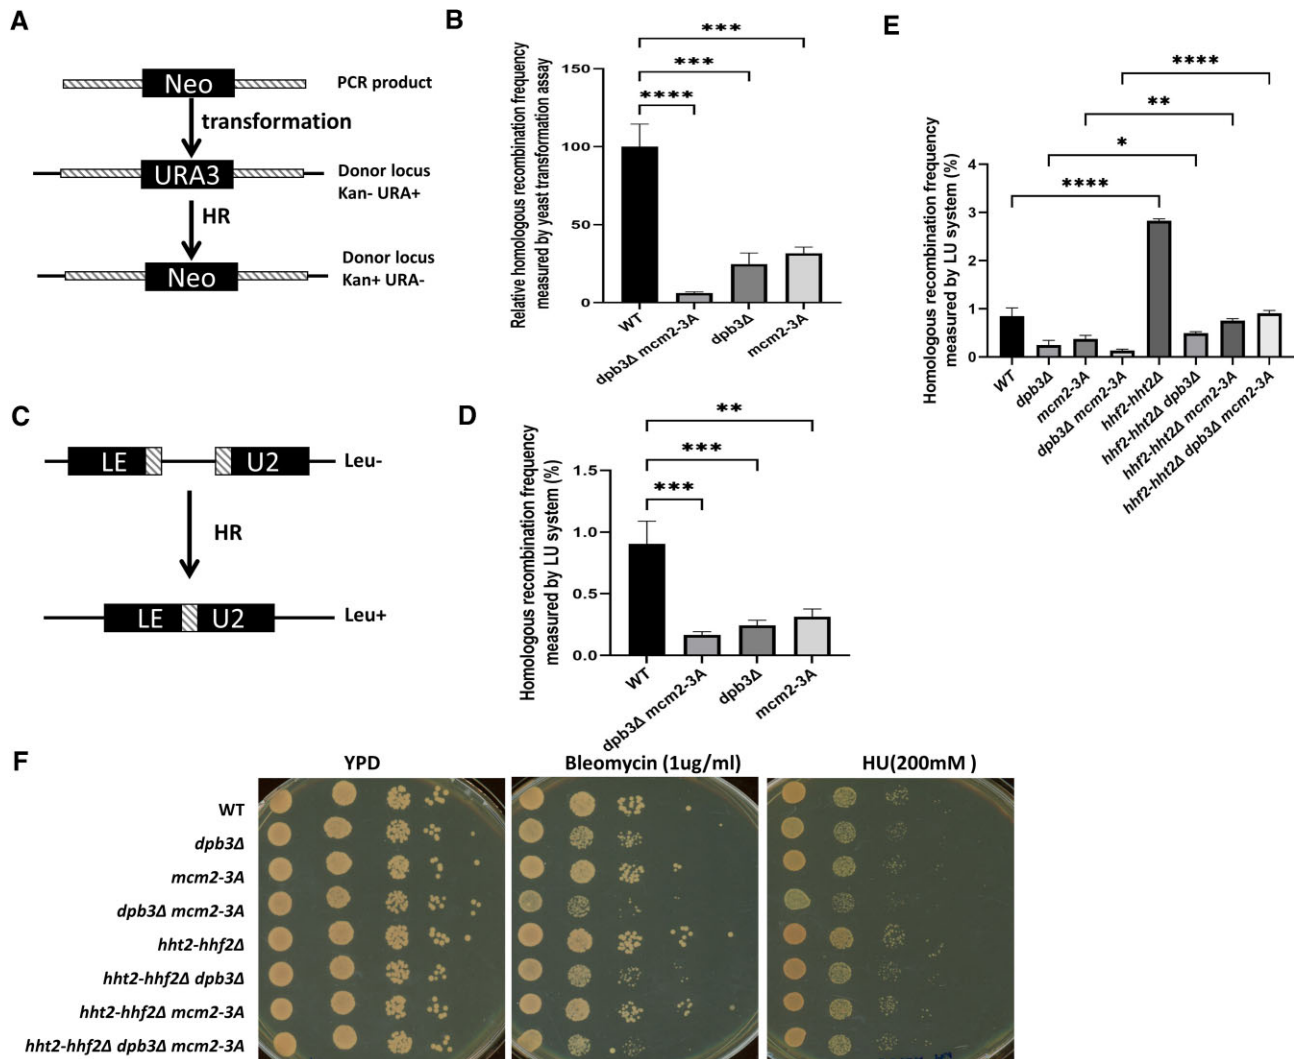 A
Neo
PCR product
transformation
URA3
Donor locus
Kan- URA+
HR
Neo
Donor locus
Kan+ URA-
B
Relative homologous recombination frequency
measured by yeast transformation assay
150
100
50
0
***
***
****
WT
dpb3Δ mcm2-3A
dpb3Δ
mcm2-3A
C
LE
U2
Leu-
HR
LE
U2
Leu+
D
Homologous recombination frequency
measured by LU system (%)
1.5
1.0
0.5
0.0
**
***
***
WT
dpb3Δ mcm2-3A
dpb3Δ
mcm2-3A
E
Homologous recombination frequency
measured by LU system (%)
4
3
2
1
0
****
**
*
****
WT
dpb3Δ
mcm2-3A
dpb3Δ mcm2-3A
hhf2-hht2Δ
hhf2-hht2Δ dpb3Δ
hhf2-hht2Δ mcm2-3A
hhf2-hht2Δ dpb3Δ mcm2-3A
F
YPD
Bleomycin (1ug/ml)
HU(200mM )
WT
dpb3Δ
mcm2-3A
dpb3Δ mcm2-3A
hht2-hhf2Δ
hht2-hhf2Δ dpb3Δ
hht2-hhf2Δ mcm2-3A
hht2-hhf2Δ dpb3Δ mcm2-3A